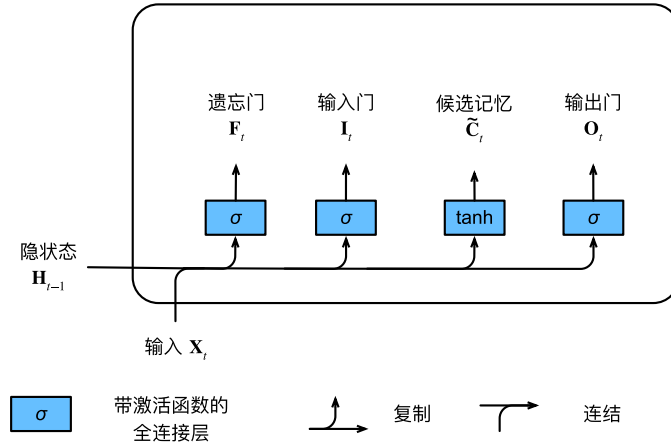 遗忘门 输入门 候选记忆 输出门
F_t I_t C̃_t O_t
σ σ tanh σ
隐状态
H_{t−1}
输入 X_t
σ 带激活函数的 复制 连结
全连接层